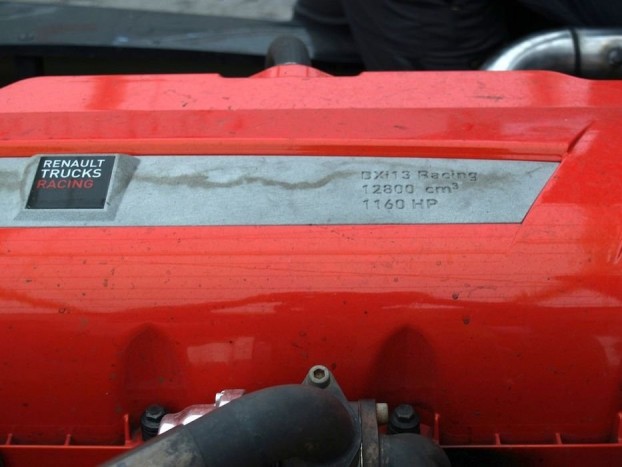 RENAULT
TRUCKS
RACING
DXi13 Racing
12800 cm³
1160 HP